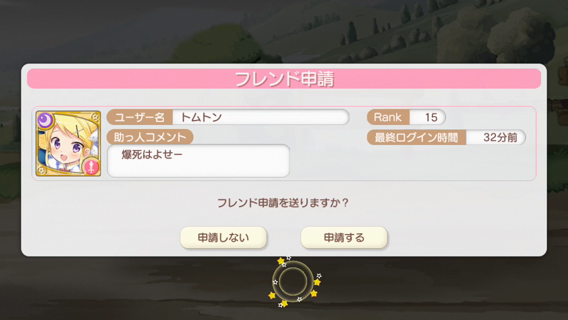 フレンド申請
ユーザー名 トムトン Rank 15
助っ人コメント 最終ログイン時間 32分前
爆死はよせー
フレンド申請を送りますか？
申請しない 申請する